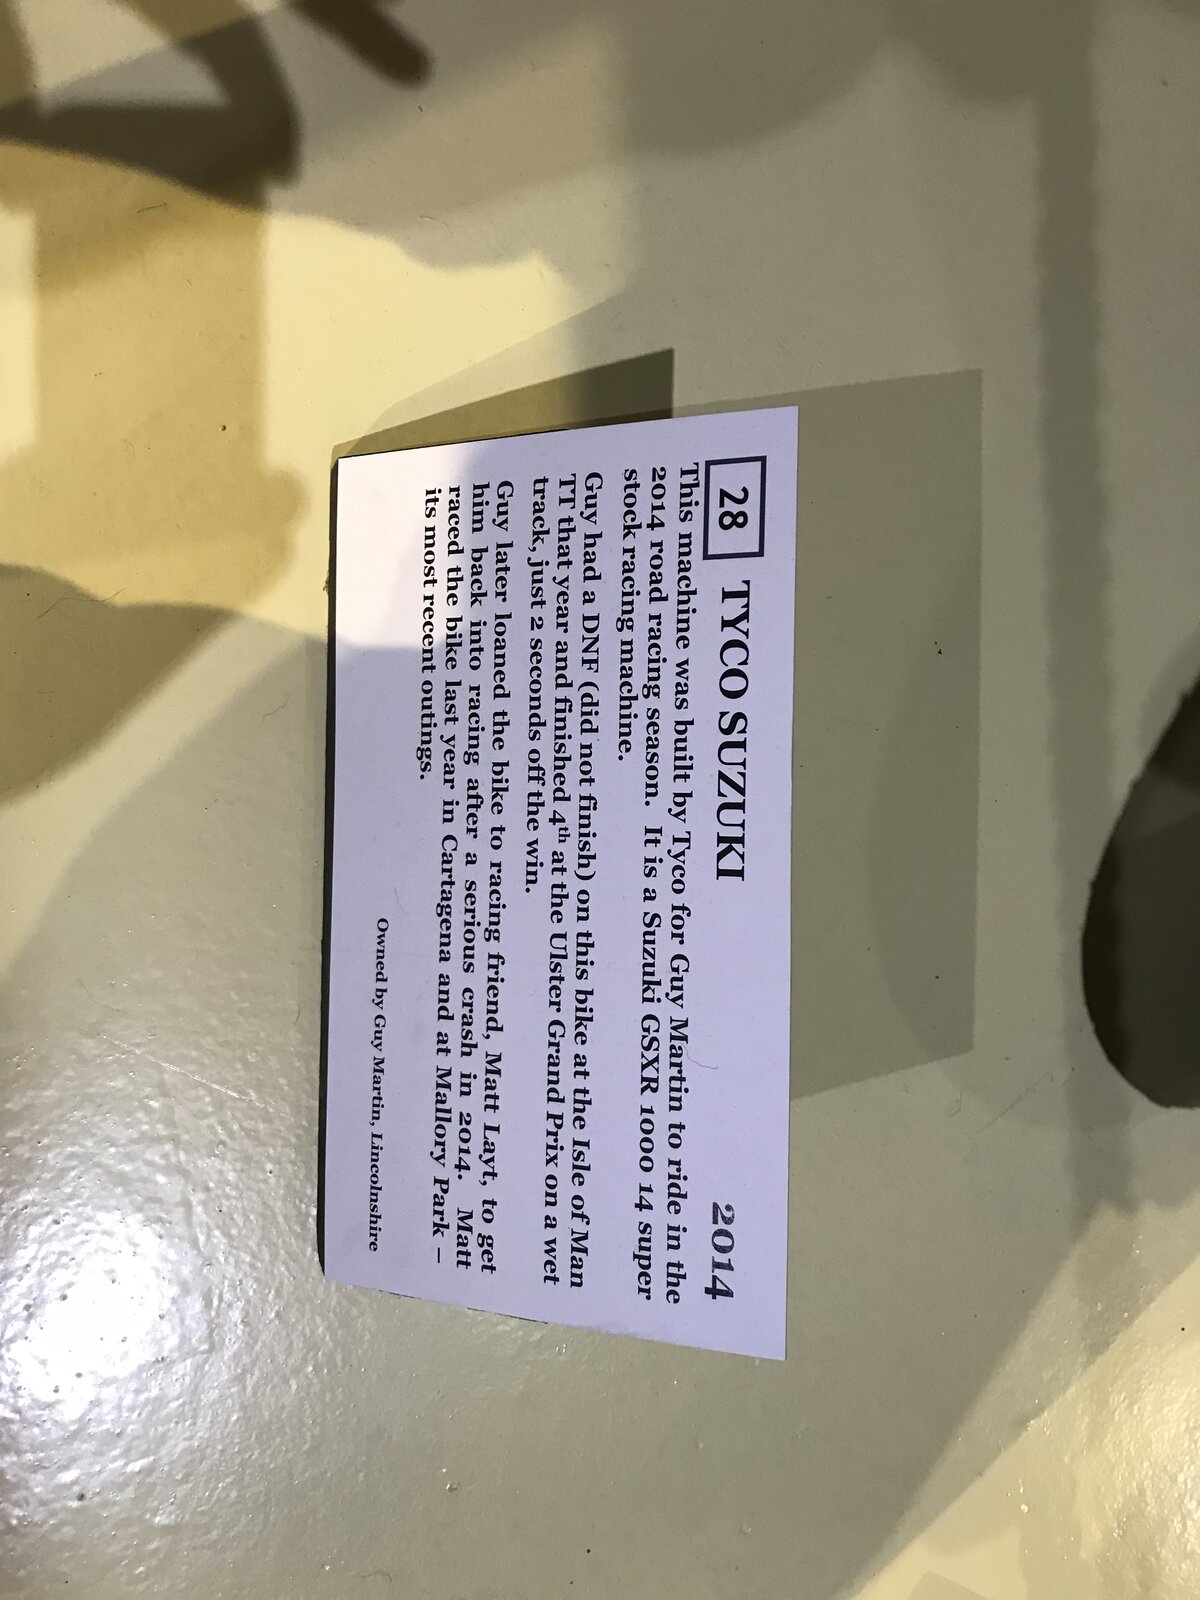 28 TYCO SUZUKI 2014
This machine was built by Tyco for Guy Martin to ride in the
2014 road racing season. It is a Suzuki GSXR 1000 14 super
stock racing machine.
Guy had a DNF (did not finish) on this bike at the Isle of Man
TT that year and finished 4th at the Ulster Grand Prix on a wet
track, just 2 seconds off the win.
Guy later loaned the bike to racing friend, Matt Layt, to get
him back into racing after a serious crash in 2014. Matt
raced the bike last year in Cartagena and at Mallory Park –
its most recent outings.
Owned by Guy Martin, Lincolnshire